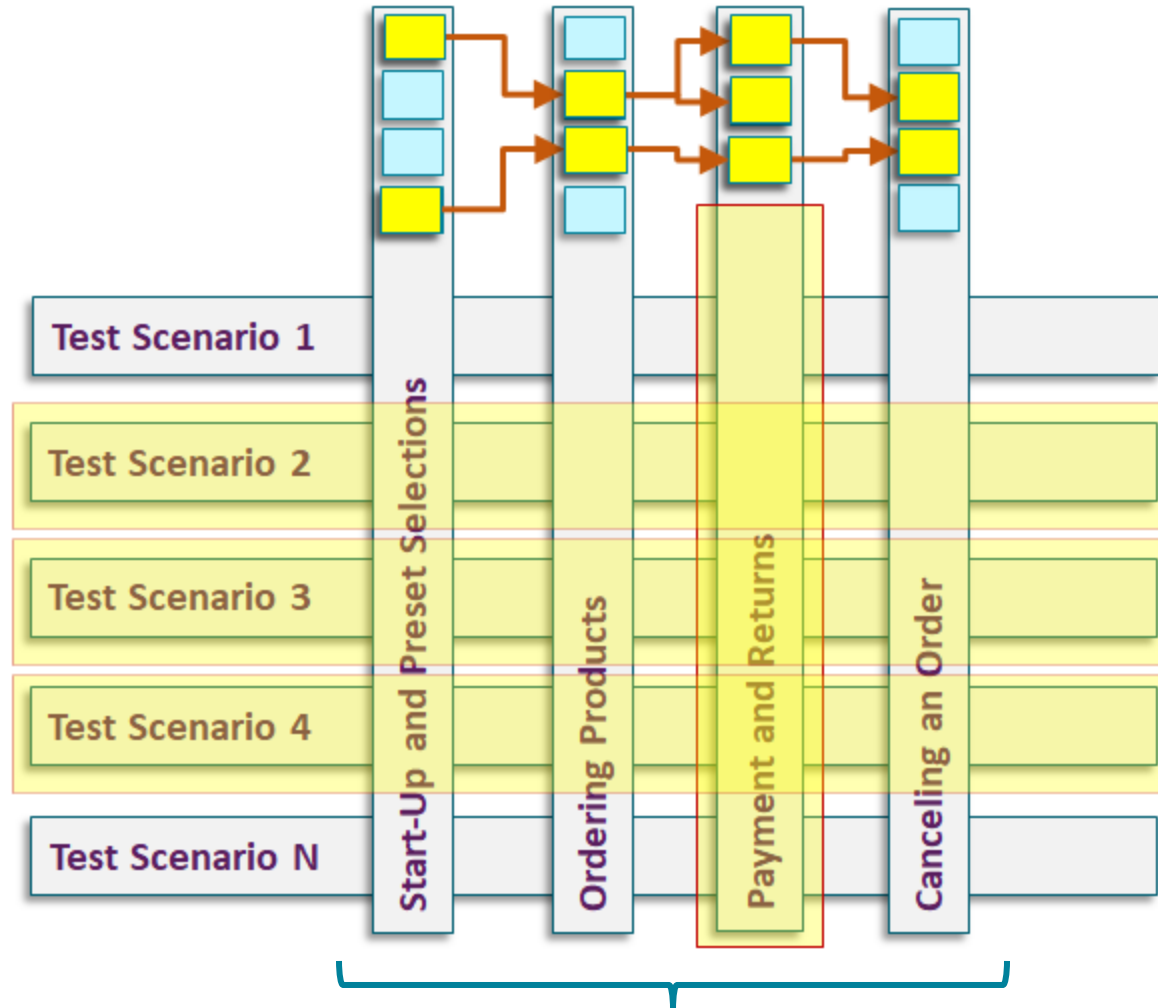 Test Scenario 1
Test Scenario 2
Test Scenario 3
Test Scenario 4
Test Scenario N
Start-Up and Preset Selections
Ordering Products
Payment and Returns
Canceling an Order